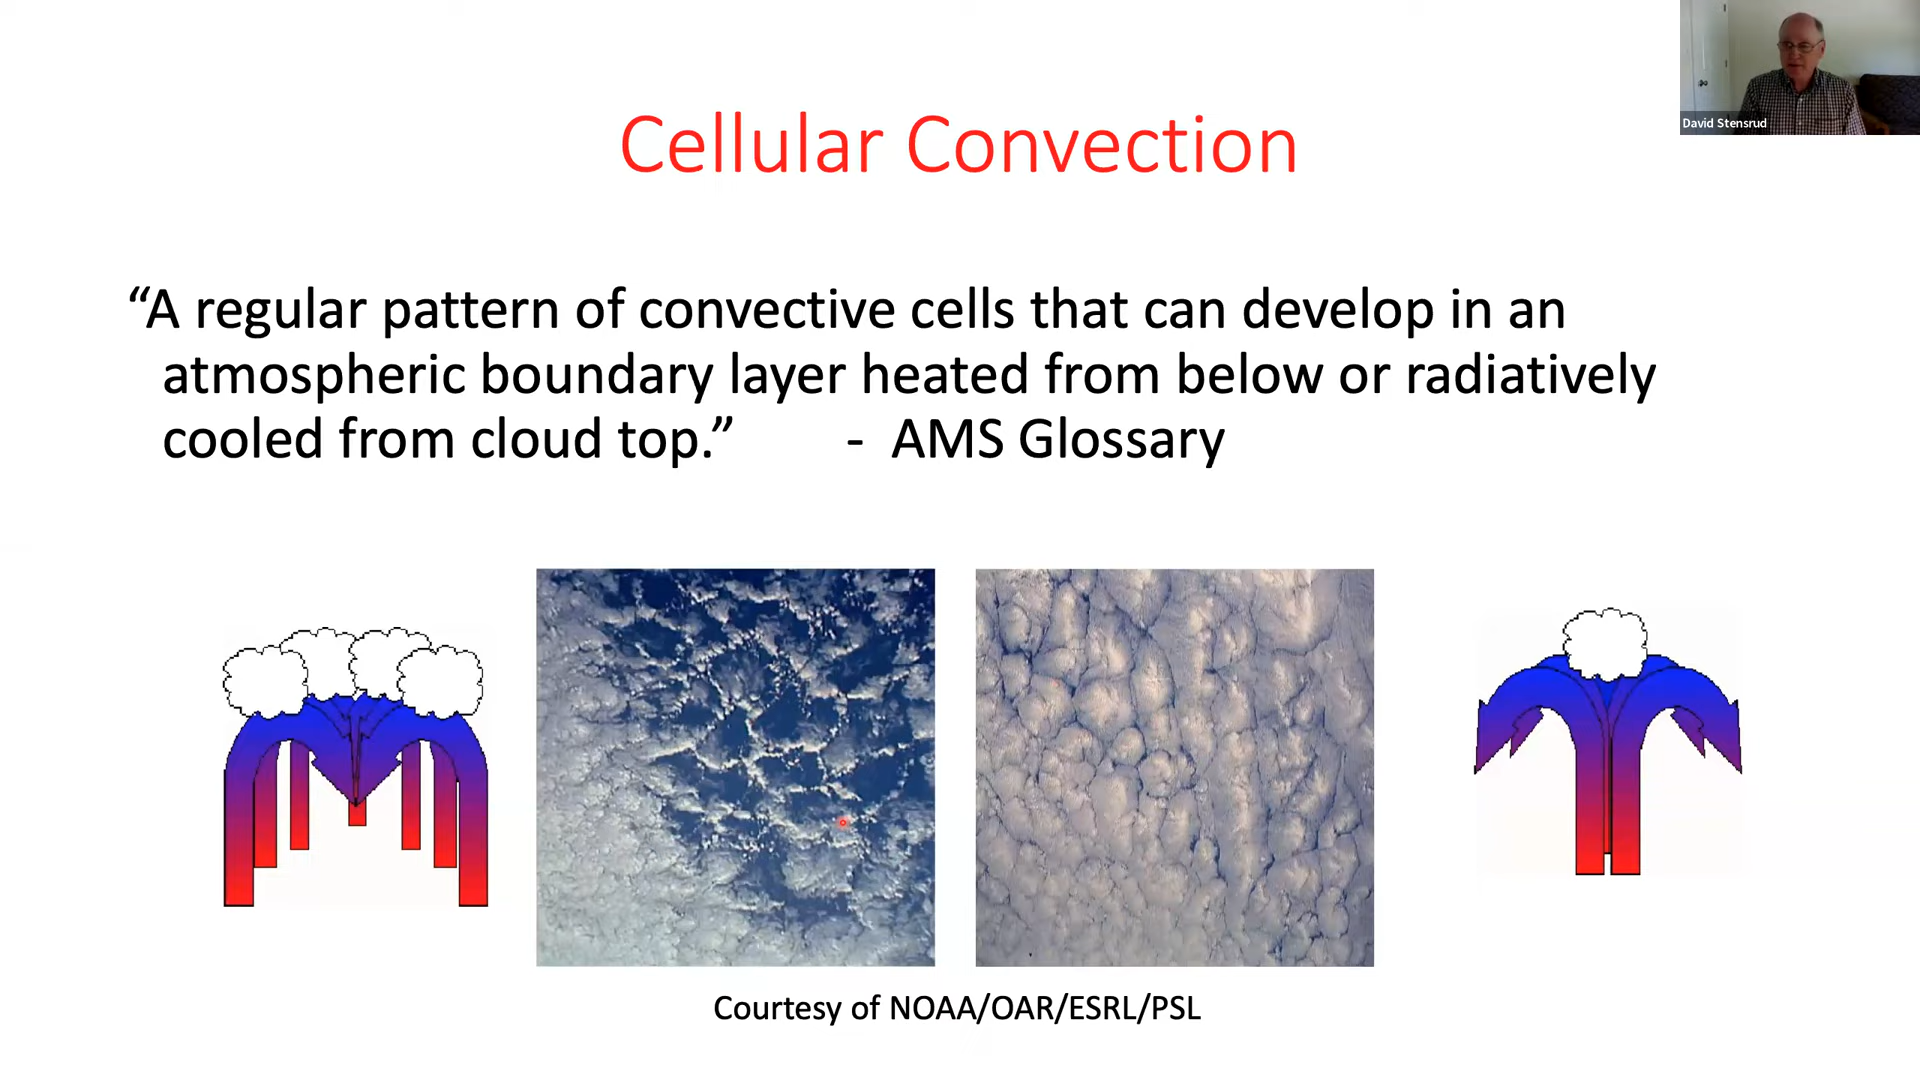 David Stensrud
Cellular Convection
“A regular pattern of convective cells that can develop in an
atmospheric boundary layer heated from below or radiatively
cooled from cloud top.” - AMS Glossary
Courtesy of NOAA/OAR/ESRL/PSL